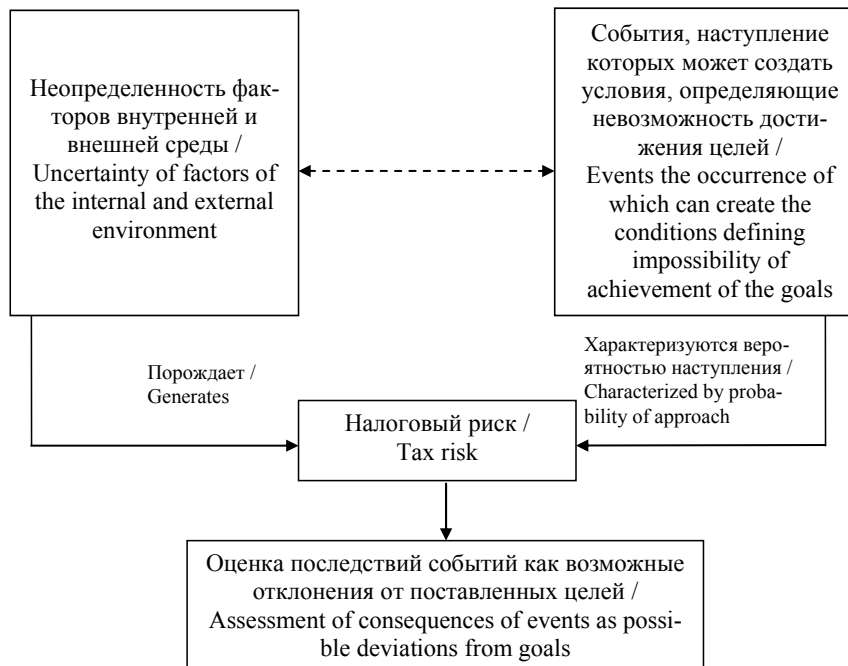 Неопределенность фак-
торов внутренней и
внешней среды /
Uncertainty of factors of
the internal and external
environment
События, наступление
которых может создать
условия, определяющие
невозможность дости-
жения целей /
Events the occurrence of
which can create the
conditions defining
impossibility of
achievement of the goals
Порождает /
Generates
Характеризуются веро-
ятностью наступления /
Characterized by proba-
bility of approach
Налоговый риск /
Tax risk
Оценка последствий событий как возможные
отклонения от поставленных целей /
Assessment of consequences of events as possi-
ble deviations from goals